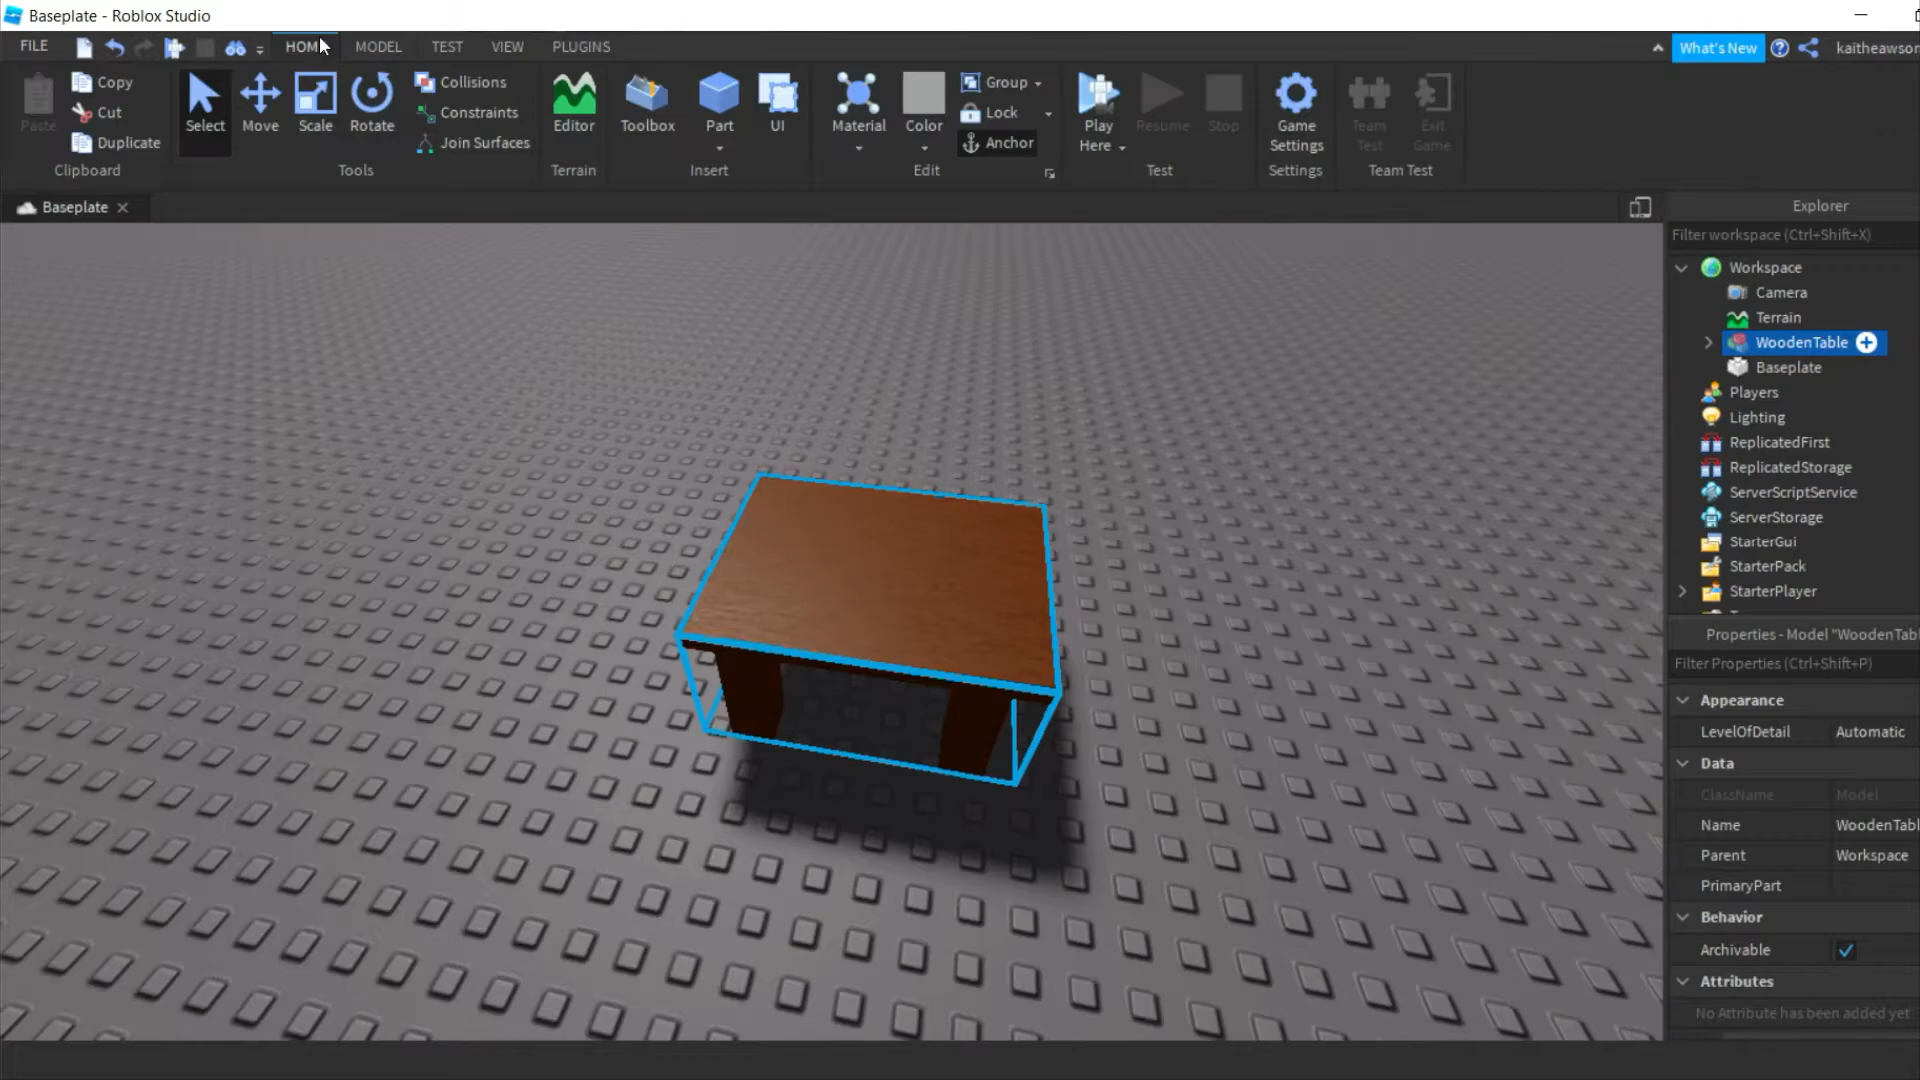 Baseplate - Roblox Studio
FILE HOM MODEL TEST VIEW PLUGINS What's New kaitheawson
Paste Copy Cut Duplicate Select Move Scale Rotate Collisions Constraints Join Surfaces Editor Toolbox Part UI Material Color Group Lock Anchor Play Here Resume Stop Game Settings Team Test Exit Game
Clipboard Tools Terrain Insert Edit Test Settings Team Test
Baseplate
Explorer
Filter workspace (Ctrl+Shift+X)
Workspace
Camera
Terrain
WoodenTable
Baseplate
Players
Lighting
ReplicatedFirst
ReplicatedStorage
ServerScriptService
ServerStorage
StarterGui
StarterPack
StarterPlayer
Properties - Model "WoodenTabl
Filter Properties (Ctrl+Shift+P)
Appearance
LevelOfDetail Automatic
Data
ClassName Model
Name WoodenTabl
Parent Workspace
PrimaryPart
Behavior
Archivable
Attributes
No Attribute has been added yet